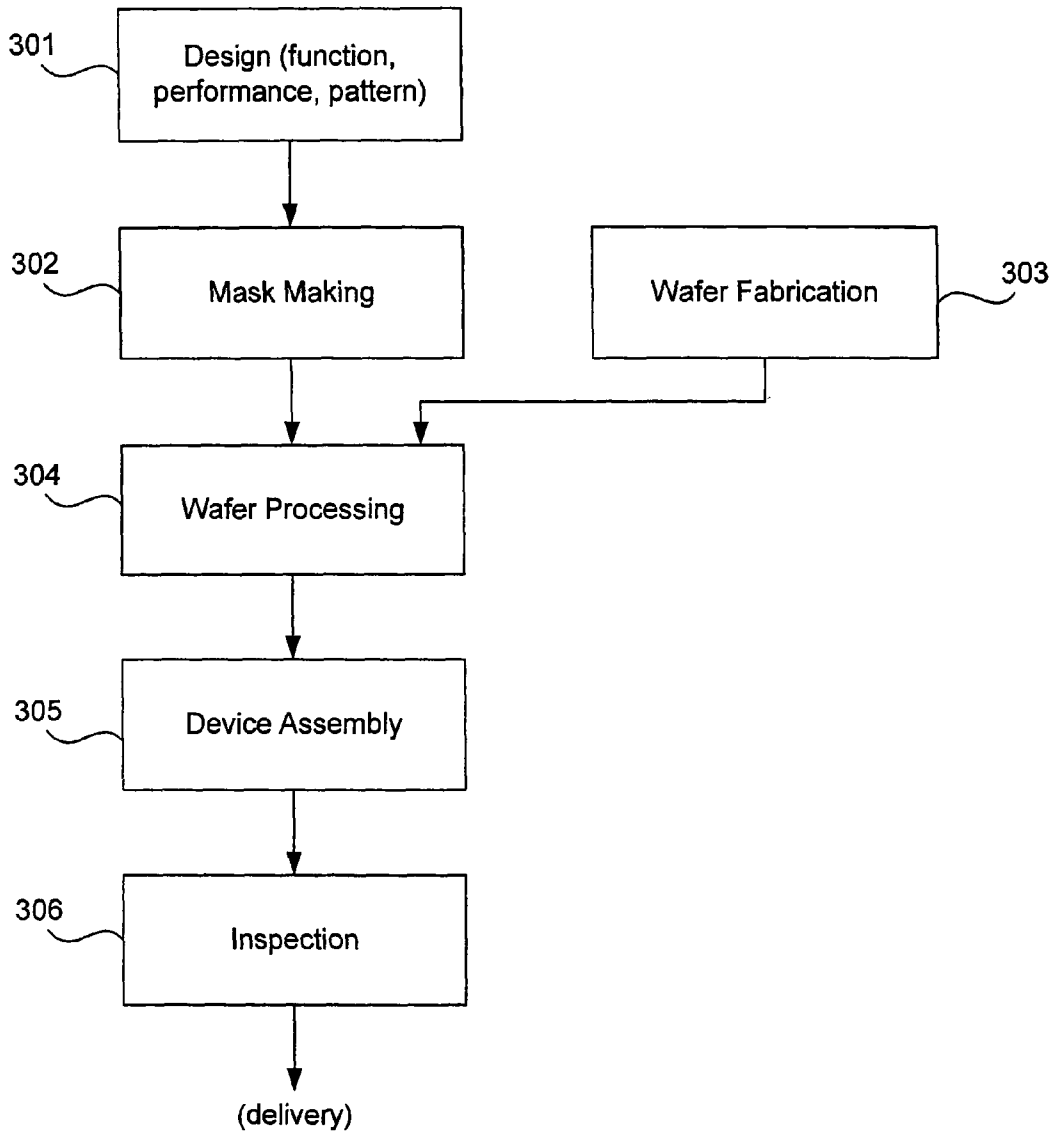 301
Design (function,
performance, pattern)
302
Mask Making
Wafer Fabrication
303
304
Wafer Processing
305
Device Assembly
306
Inspection
(delivery)